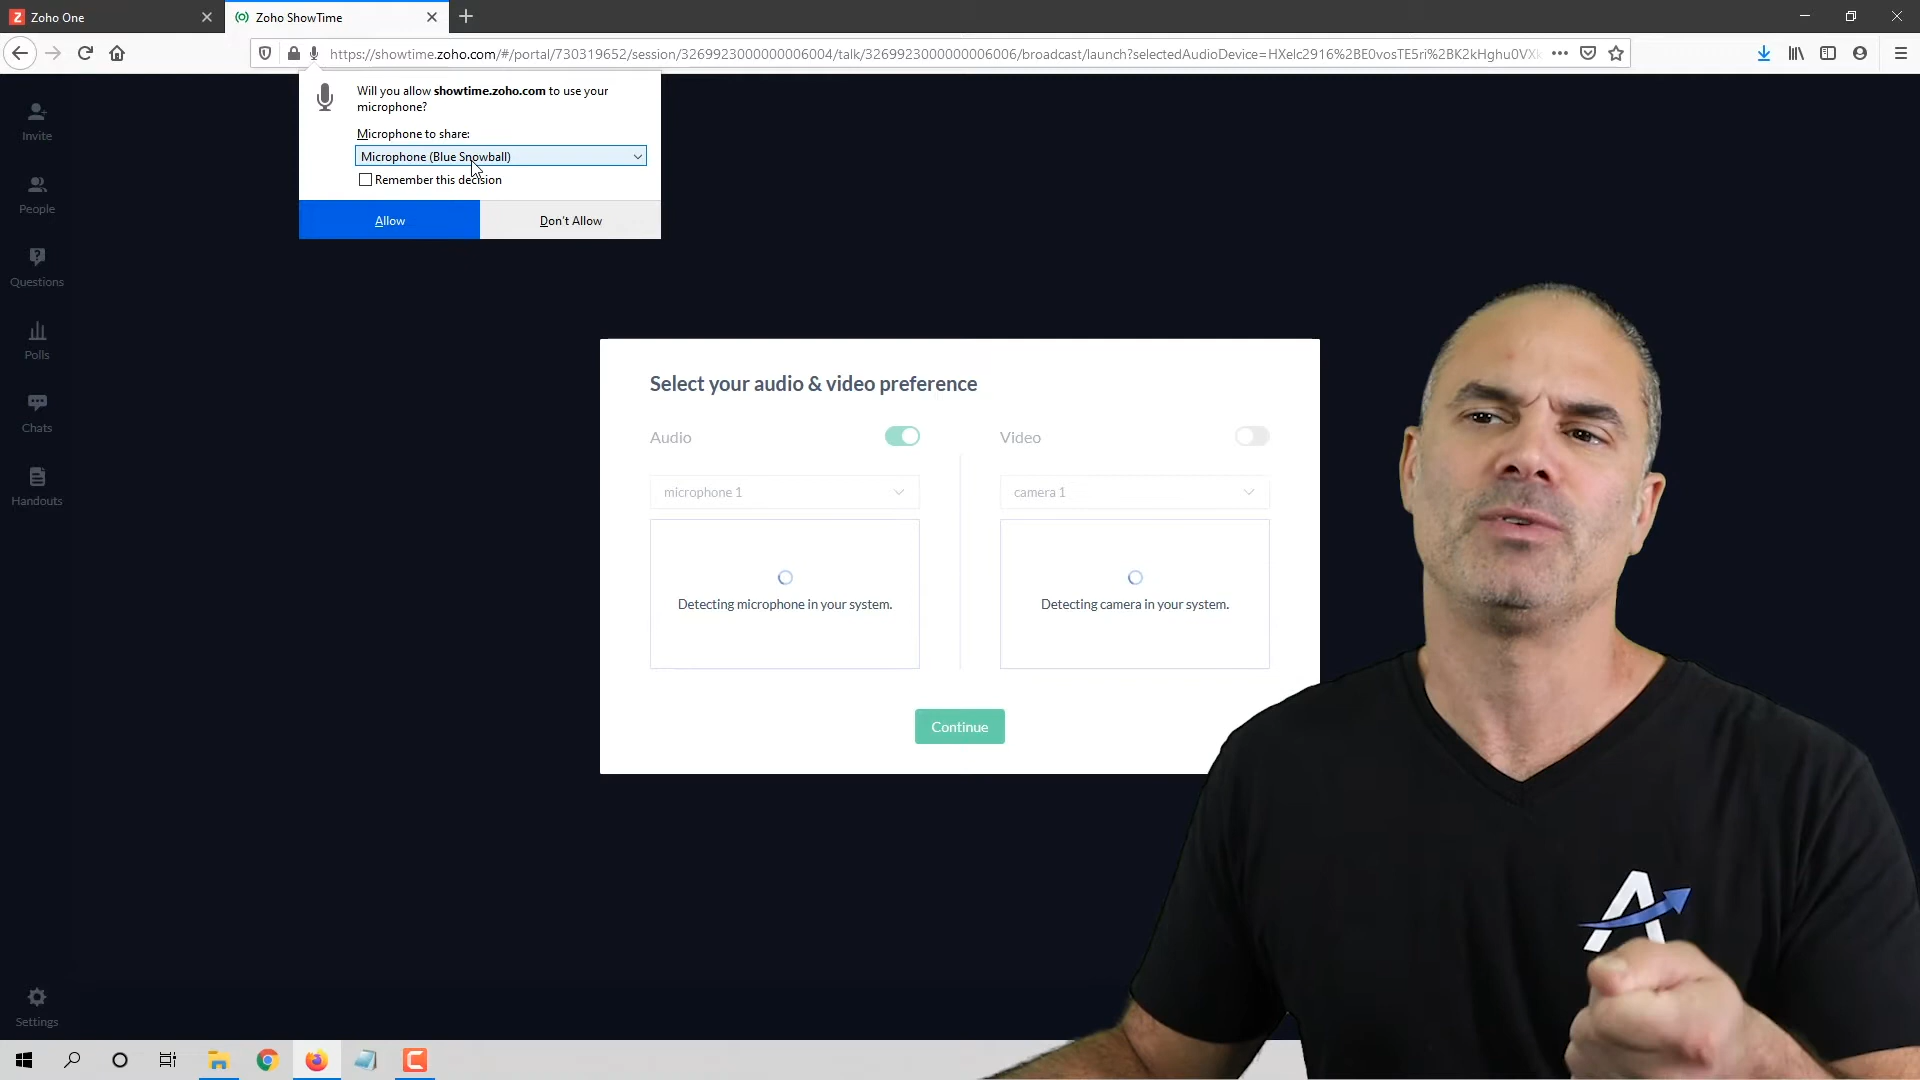 Zoho One
Zoho ShowTime
https://showtime.zoho.com/#/portal/730319652/session/3269923000000006004/talk/3269923000000006006/broadcast/launch?selectedAudioDevice=HXelc2916%2BE0vosTE5ri%2BK2kHghu0VXk
Will you allow showtime.zoho.com to use your
microphone?
Microphone to share:
Microphone (Blue Snowball)
Remember this decision
Allow
Don't Allow
Invite
People
Questions
Polls
Chats
Handouts
Settings
Select your audio & video preference
Audio
Video
microphone 1
camera 1
Detecting microphone in your system.
Detecting camera in your system.
Continue